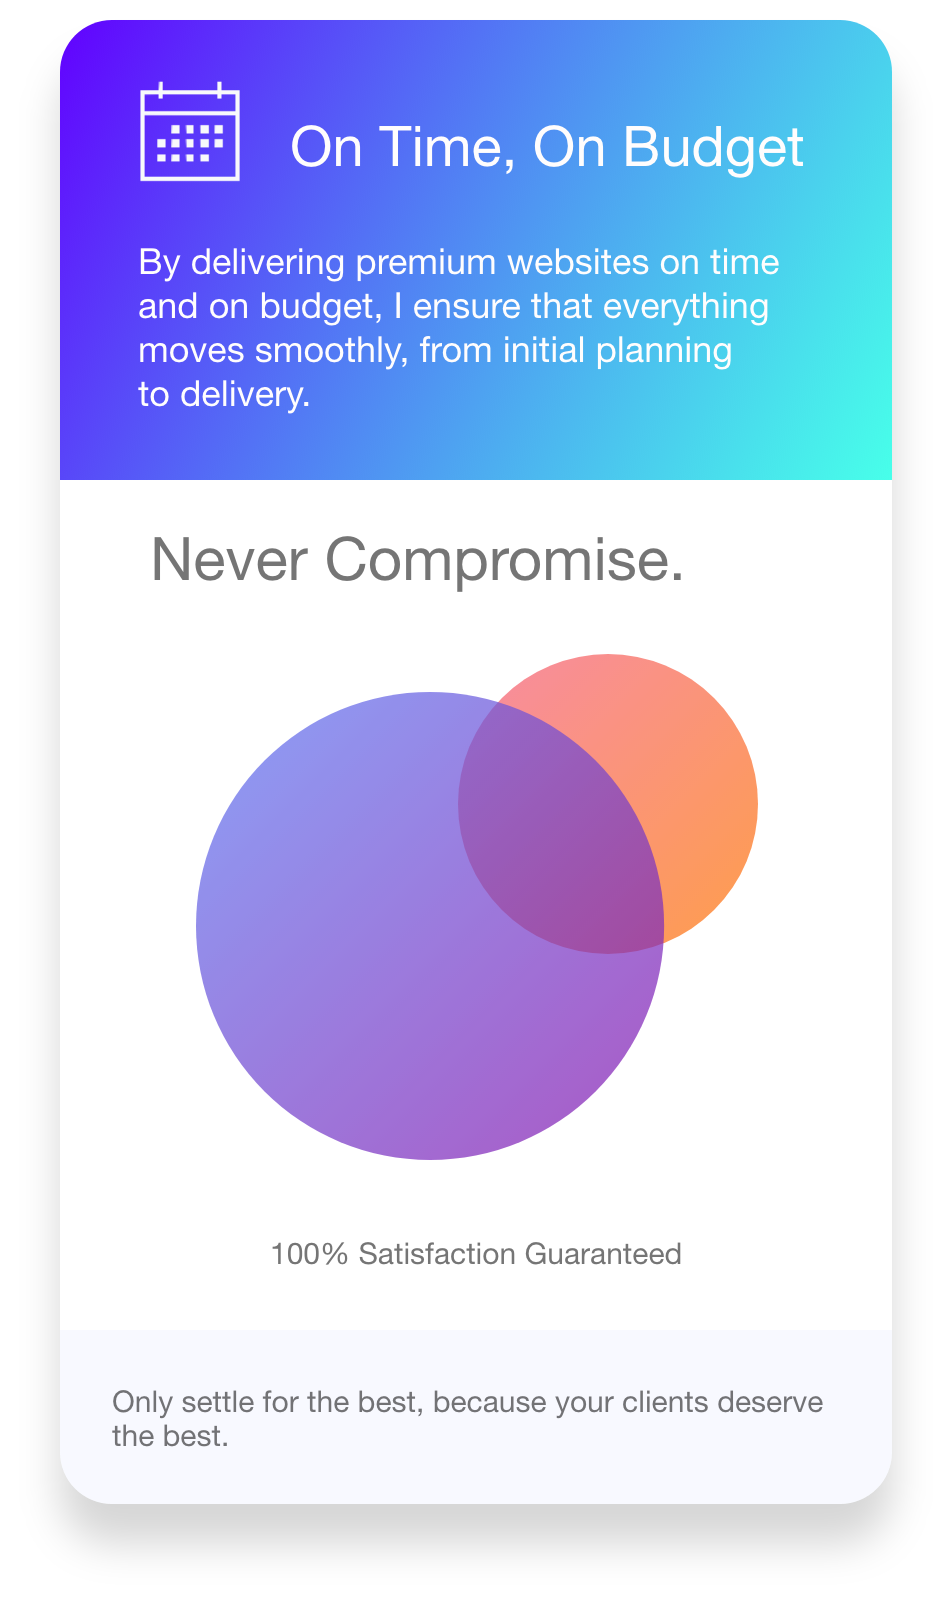 On Time, On Budget
By delivering premium websites on time
and on budget, I ensure that everything
moves smoothly, from initial planning
to delivery.
Never Compromise.
100% Satisfaction Guaranteed
Only settle for the best, because your clients deserve
the best.